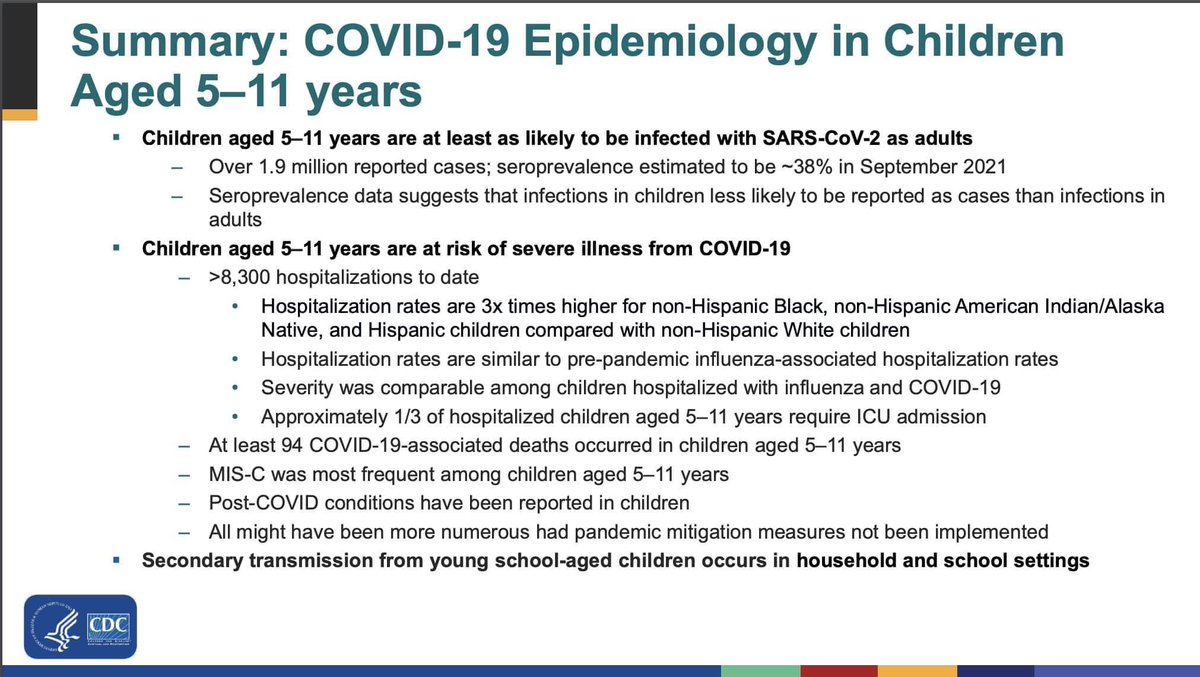 Summary: COVID-19 Epidemiology in Children
Aged 5–11 years
▪ Children aged 5–11 years are at least as likely to be infected with SARS-CoV-2 as adults
– Over 1.9 million reported cases; seroprevalence estimated to be ~38% in September 2021
– Seroprevalence data suggests that infections in children less likely to be reported as cases than infections in
adults
▪ Children aged 5–11 years are at risk of severe illness from COVID-19
– >8,300 hospitalizations to date
• Hospitalization rates are 3x times higher for non-Hispanic Black, non-Hispanic American Indian/Alaska
Native, and Hispanic children compared with non-Hispanic White children
• Hospitalization rates are similar to pre-pandemic influenza-associated hospitalization rates
• Severity was comparable among children hospitalized with influenza and COVID-19
• Approximately 1/3 of hospitalized children aged 5–11 years require ICU admission
– At least 94 COVID-19-associated deaths occurred in children aged 5–11 years
– MIS-C was most frequent among children aged 5–11 years
– Post-COVID conditions have been reported in children
– All might have been more numerous had pandemic mitigation measures not been implemented
▪ Secondary transmission from young school-aged children occurs in household and school settings
CDC